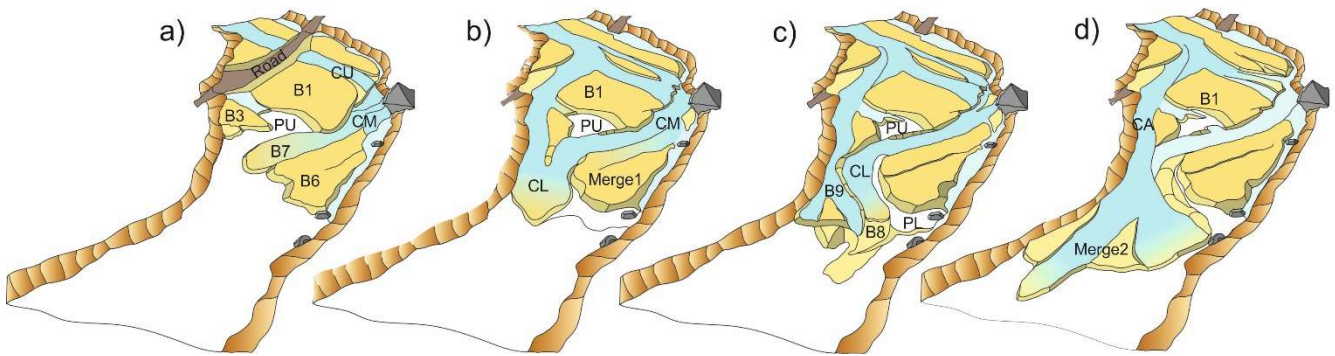 a)
Road
CU
B1
B3
PU
CM
B7
B6
b)
B1
PU
CM
CL
Merge1
c)
PU
CL
B9
B8
PL
d)
B1
CA
Merge2